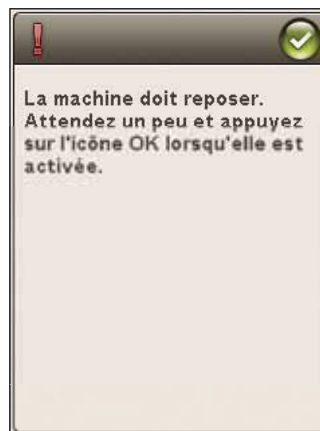 La machine doit reposer.
Attendez un peu et appuyez
sur l'icône OK lorsqu'elle est
activée.